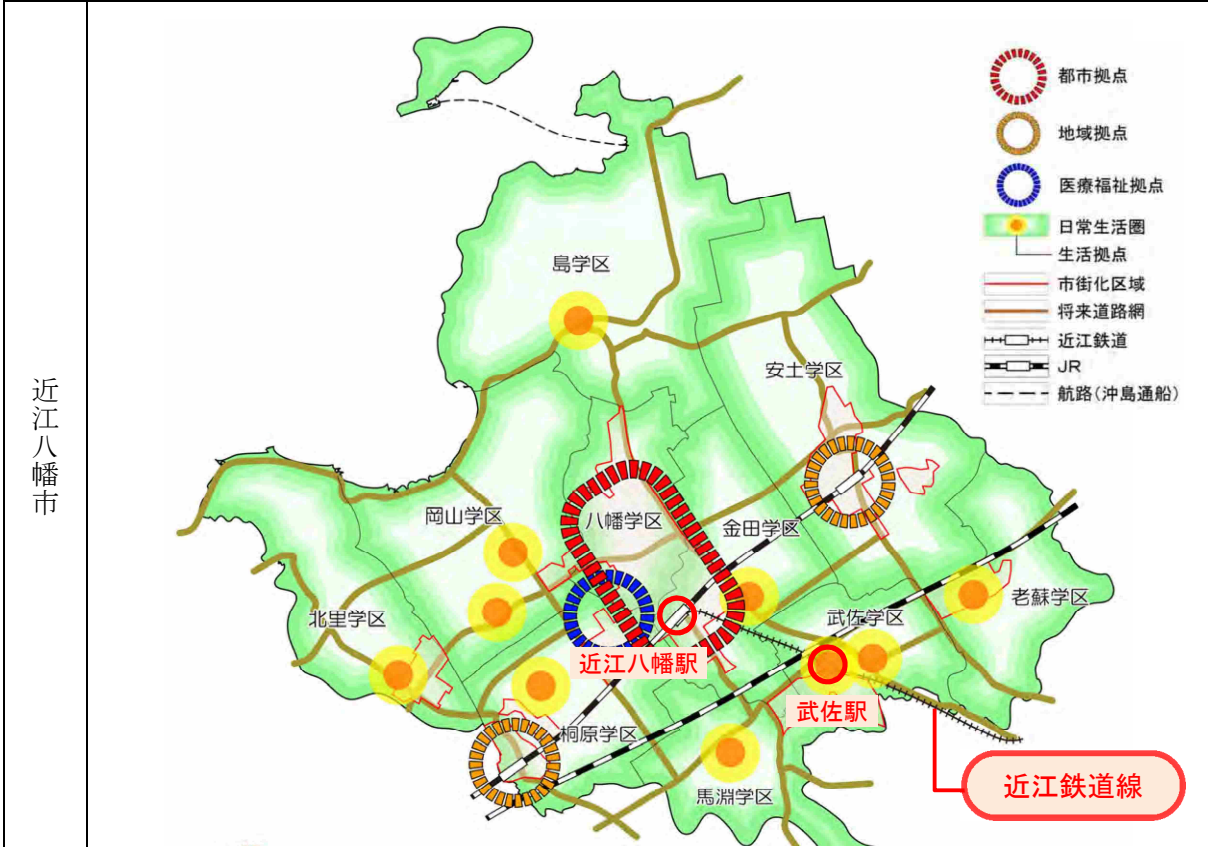 近江八幡市
都市拠点
地域拠点
医療福祉拠点
日常生活圏
生活拠点
市街化区域
将来道路網
近江鉄道
JR
航路(沖島通船)
島学区
安土学区
岡山学区
八幡学区
金田学区
北里学区
老蘇学区
武佐学区
近江八幡駅
武佐駅
桐原学区
馬淵学区
近江鉄道線